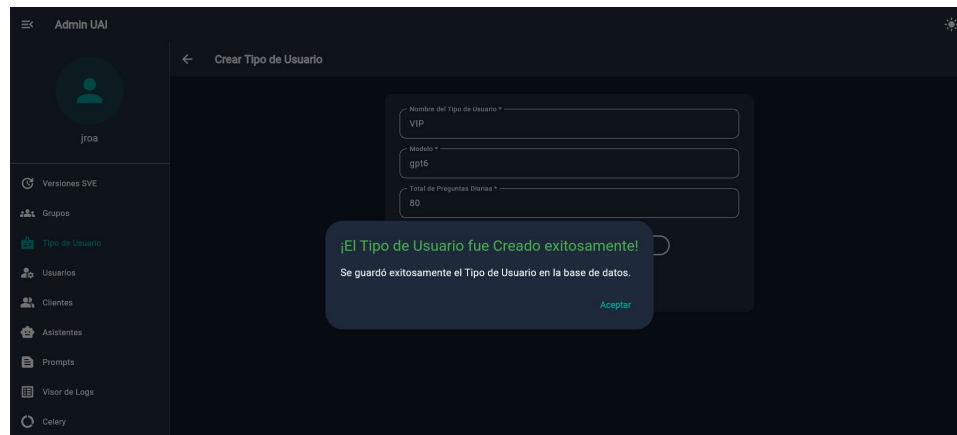 Admin UAI
Crear Tipo de Usuario
jroa
Versiones SVE
Grupos
Tipo de Usuario
Usuarios
Clientes
Asistentes
Prompts
Visor de Logs
Celery
Nombre del Tipo de Usuario *
VIP
Modelo *
gpt6
Total de Preguntas Diarias *
80
¡El Tipo de Usuario fue Creado exitosamente!
Se guardó exitosamente el Tipo de Usuario en la base de datos.
Aceptar